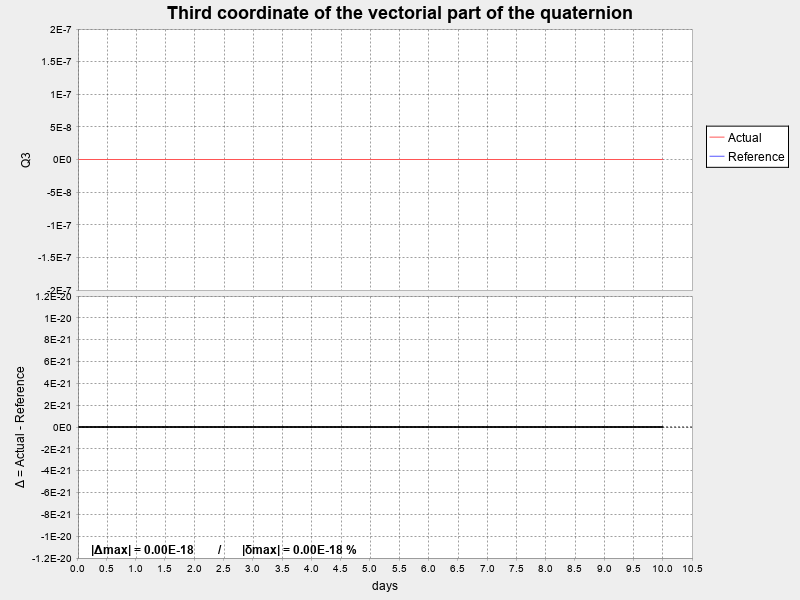 Third coordinate of the vectorial part of the quaternion
2E-7
1.5E-7
1E-7
5E-8
0E0
-5E-8
-1E-7
-1.5E-7
-2E-7
Q3
Actual
Reference
1.2E-20
1E-20
8E-21
6E-21
4E-21
2E-21
0E0
-2E-21
-4E-21
-6E-21
-8E-21
-1E-20
-1.2E-20
Δ = Actual - Reference
|Δmax| = 0.00E-18 / |δmax| = 0.00E-18 %
0.0 0.5 1.0 1.5 2.0 2.5 3.0 3.5 4.0 4.5 5.0 5.5 6.0 6.5 7.0 7.5 8.0 8.5 9.0 9.5 10.0 10.5
days